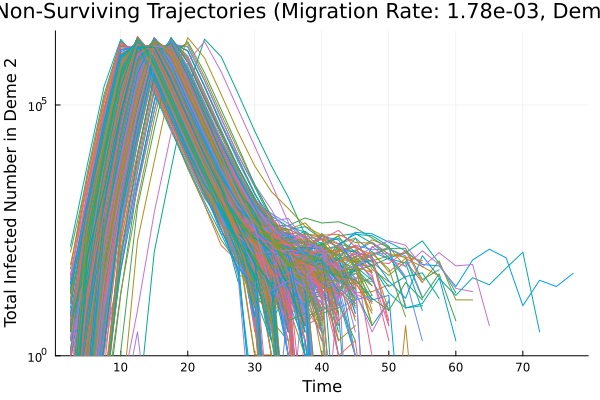 Non-Surviving Trajectories (Migration Rate: 1.78e-03, Dem
Total Infected Number in Deme 2
10⁵
10⁰
10 20 30 40 50 60 70
Time